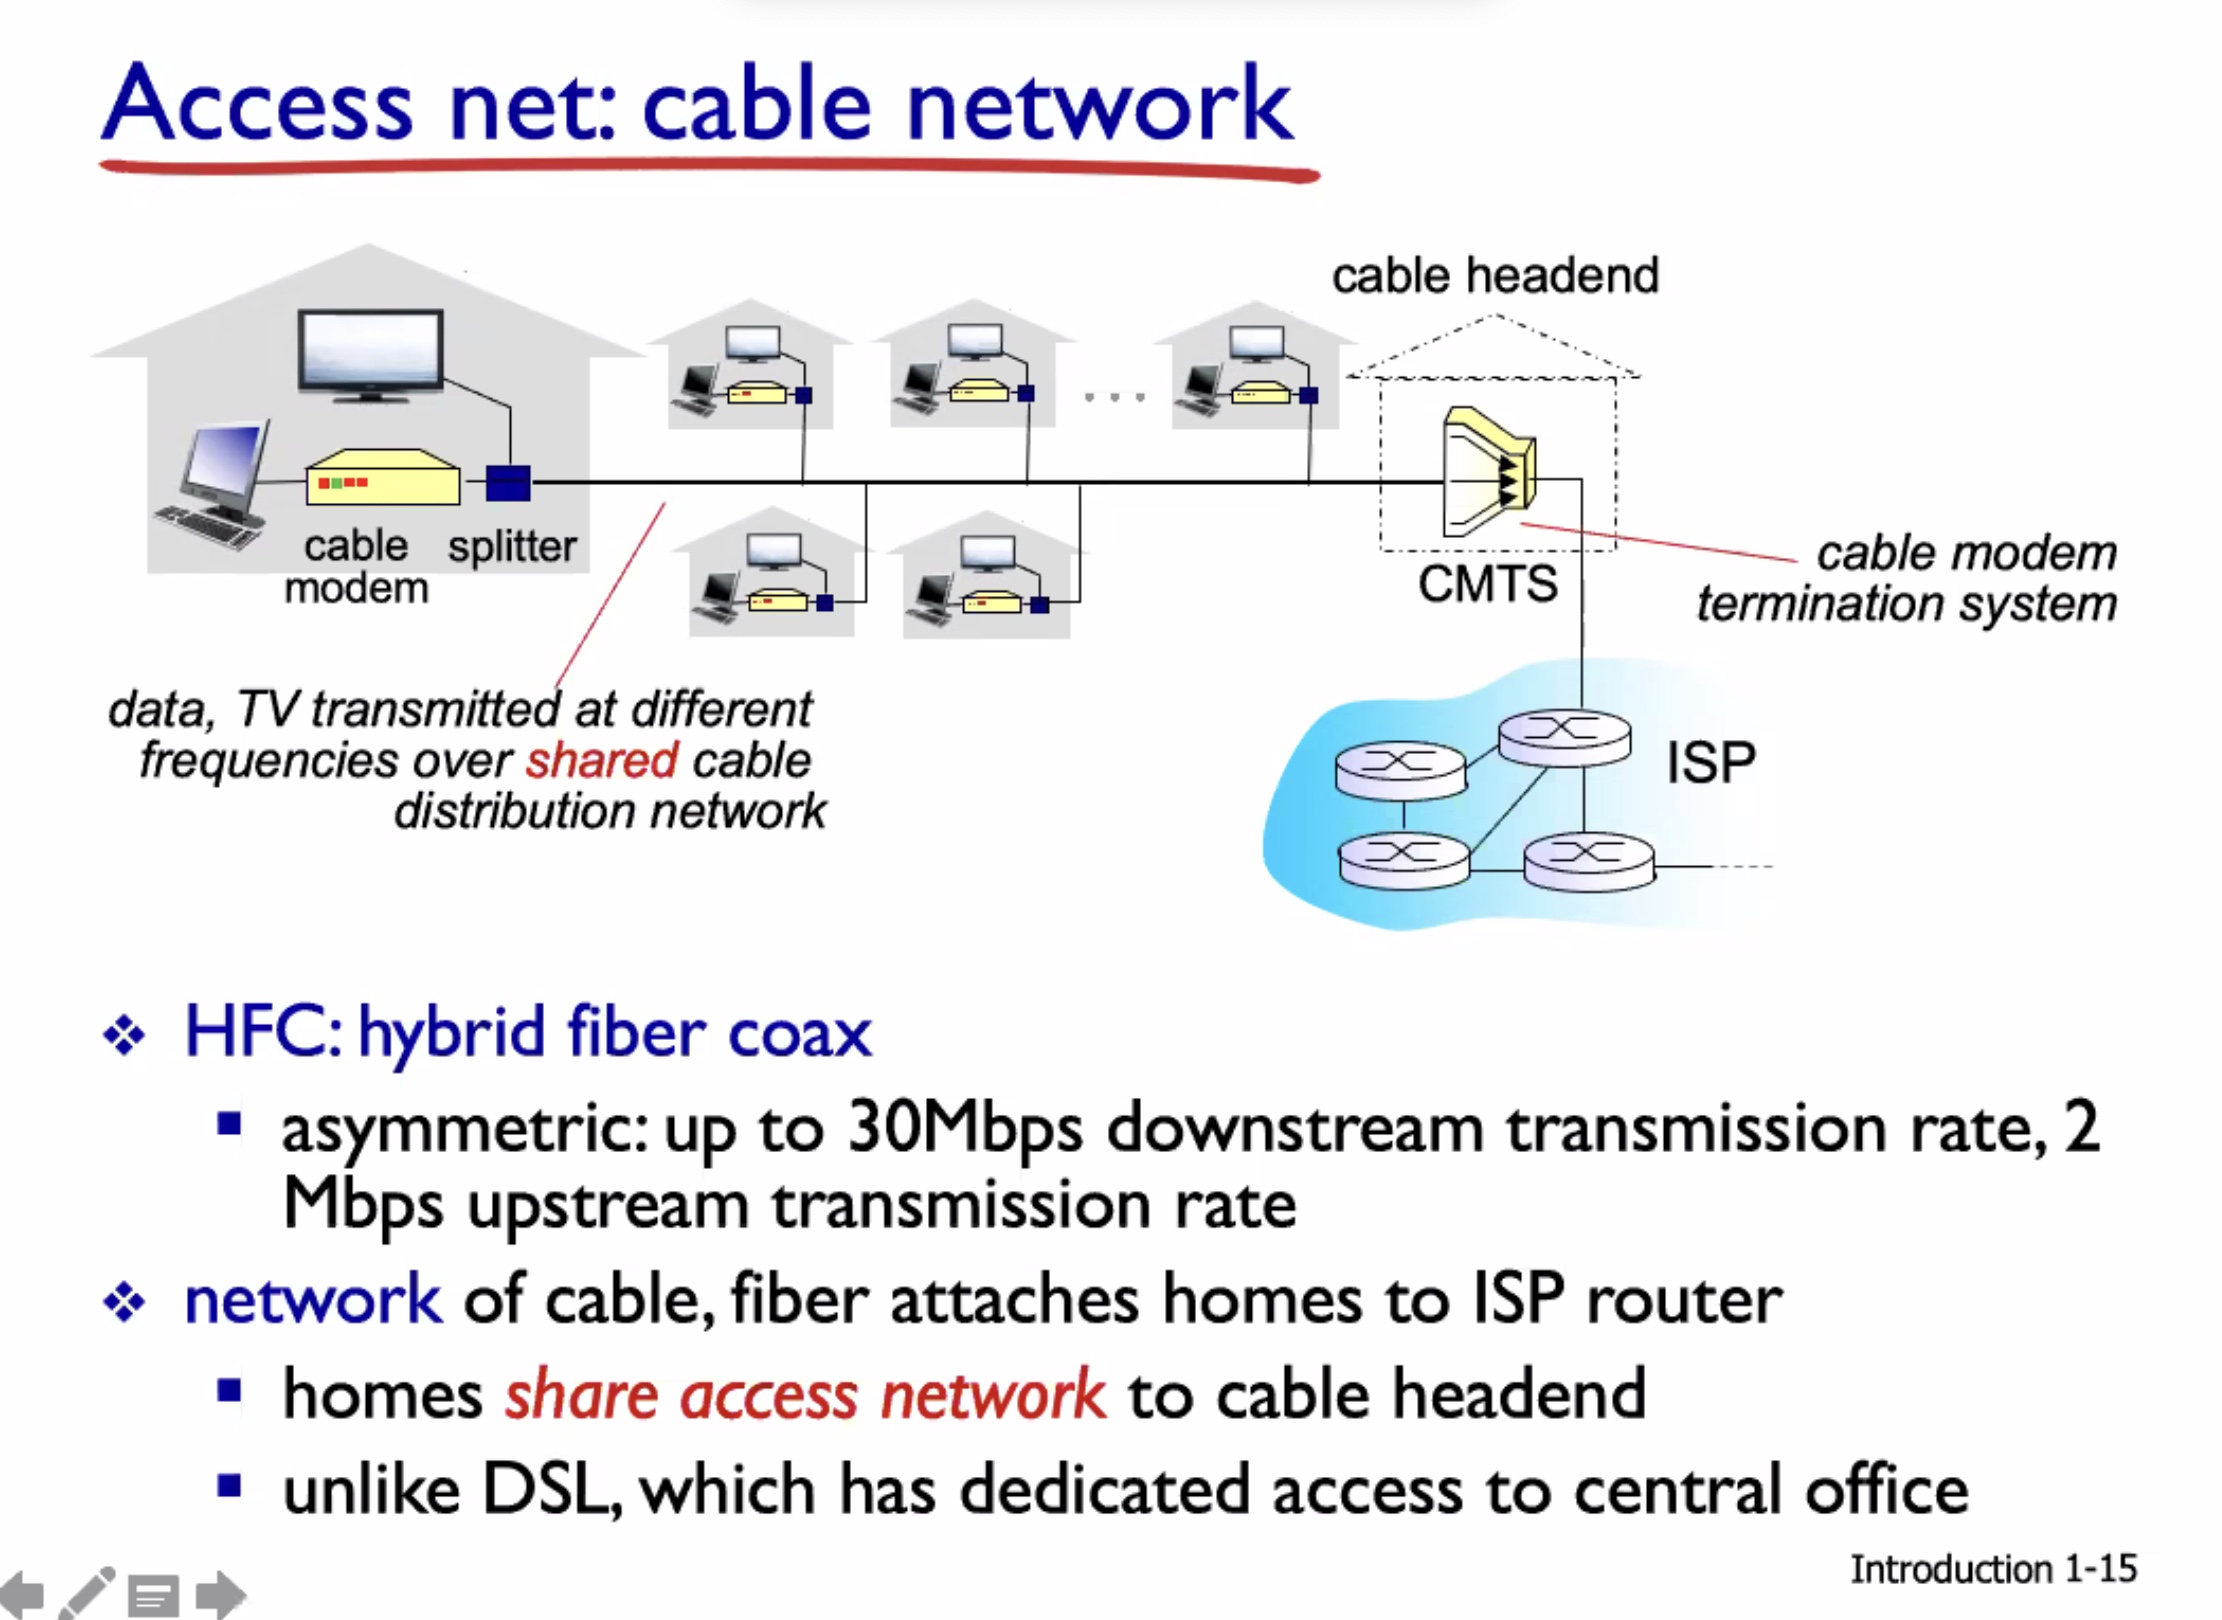 Access net: cable network
cable headend
cable
modem
splitter
CMTS
cable modem
termination system
data, TV transmitted at different
frequencies over shared cable
distribution network
ISP
HFC: hybrid fiber coax
asymmetric: up to 30Mbps downstream transmission rate, 2
Mbps upstream transmission rate
network of cable, fiber attaches homes to ISP router
homes share access network to cable headend
unlike DSL, which has dedicated access to central office
Introduction 1-15